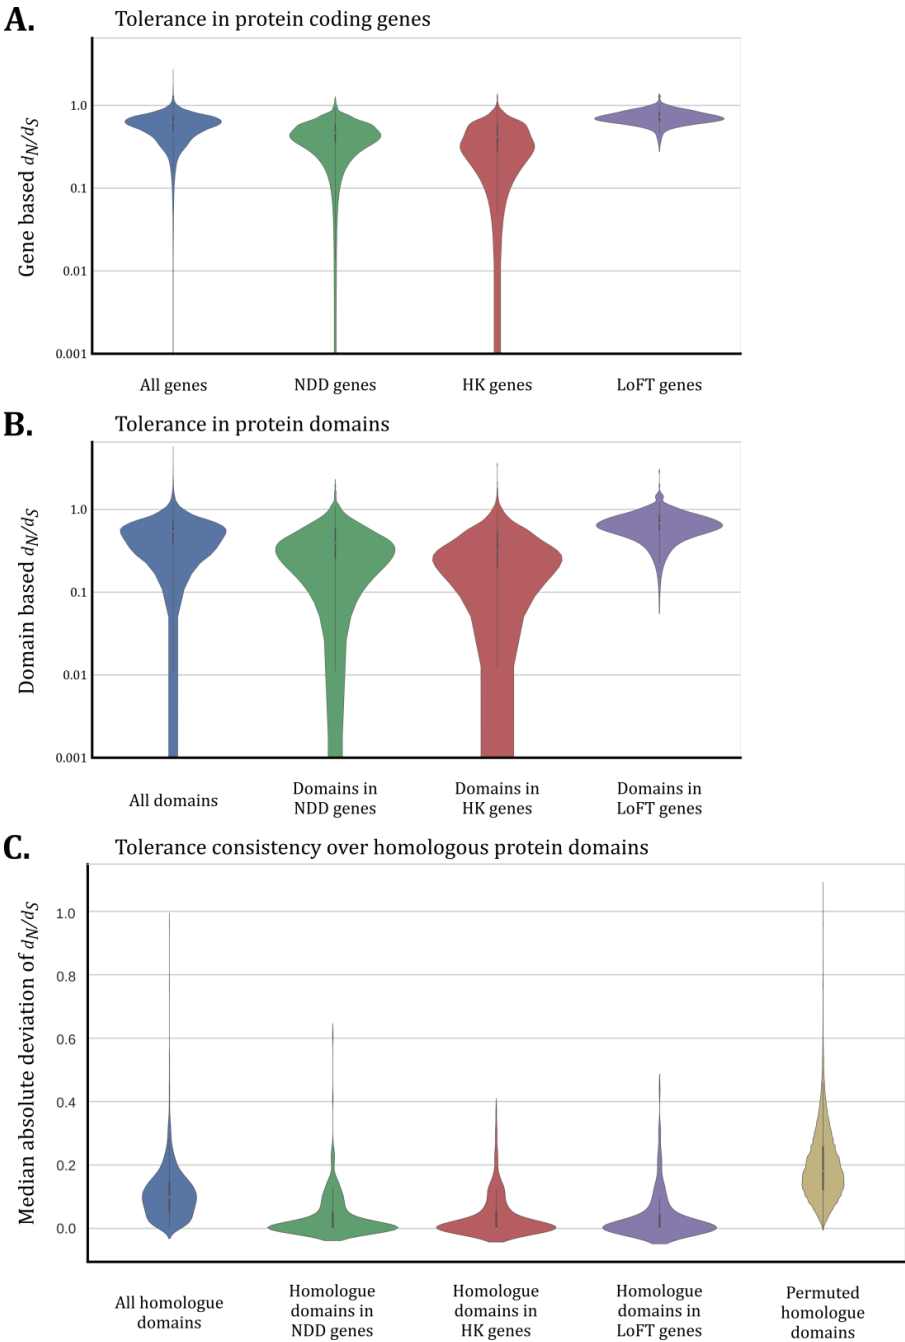 A.
Tolerance in protein coding genes
Gene based dN/dS
1.0
0.1
0.01
0.001
All genes
NDD genes
HK genes
LoFT genes
B.
Tolerance in protein domains
Domain based dN/dS
1.0
0.1
0.01
0.001
All domains
Domains in
NDD genes
Domains in
HK genes
Domains in
LoFT genes
C.
Tolerance consistency over homologous protein domains
Median absolute deviation of dN/dS
1.0
0.8
0.6
0.4
0.2
0.0
All homologue
domains
Homologue
domains in
NDD genes
Homologue
domains in
HK genes
Homologue
domains in
LoFT genes
Permuted
homologue
domains